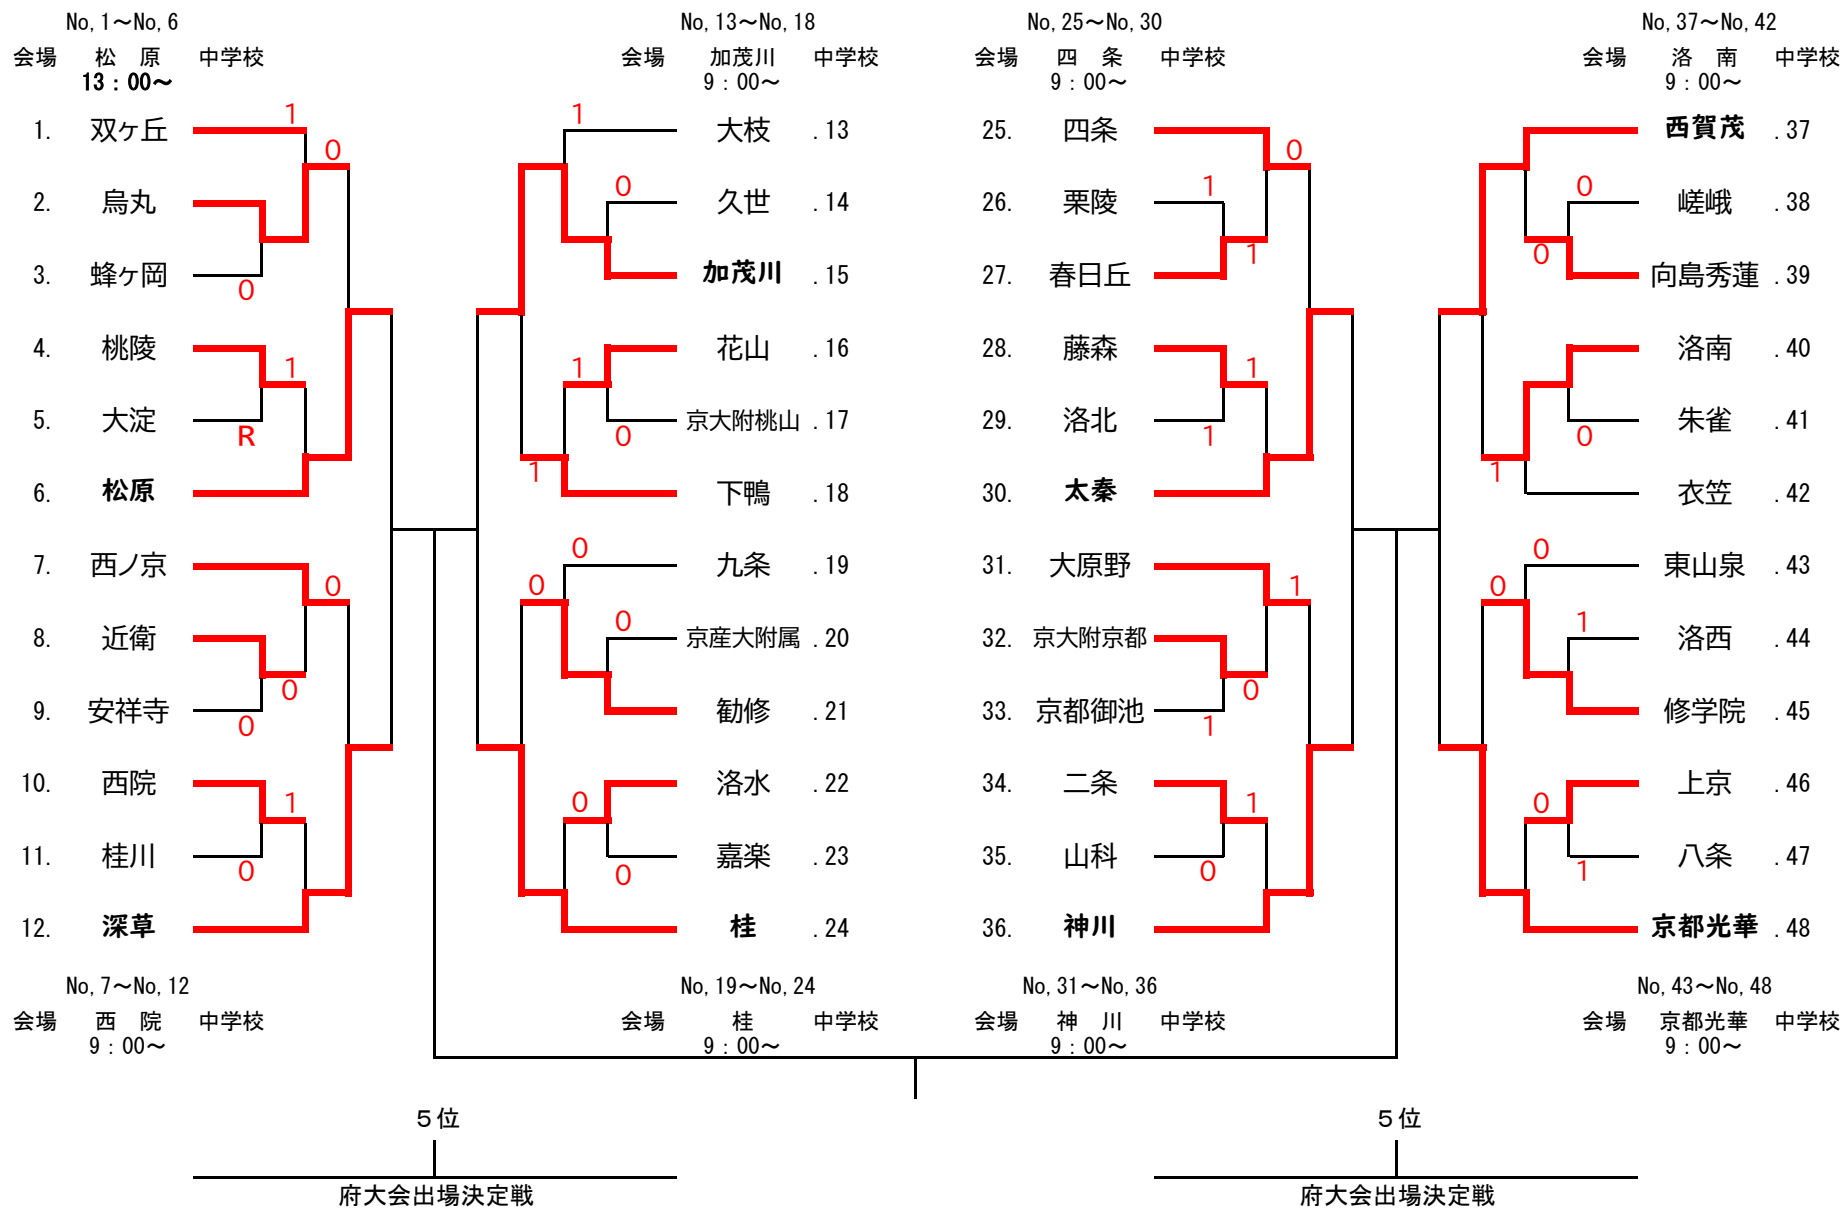 No, 1～No, 6
会場 松 原 中学校
13：00～
No, 13～No, 18
会場 加茂川 中学校
9：00～
No, 25～No, 30
会場 四 条 中学校
9：00～
No, 37～No, 42
会場 洛 南 中学校
9：00～
1. 双ヶ丘 1
0
2. 烏丸
3. 蜂ヶ岡 0
4. 桃陵 1
5. 大淀 R
6. 松原
7. 西ノ京 0
8. 近衛 0
9. 安祥寺 0
10. 西院 1
11. 桂川 0
12. 深草
1 大枝 .13
0 久世 .14
加茂川 .15
1 花山 .16
0 京大附桃山 .17
1 下鴨 .18
0 九条 .19
0
0 京産大附属 .20
勧修 .21
0 洛水 .22
0 嘉楽 .23
桂 .24
25. 四条 0
26. 栗陵 1
27. 春日丘 1
28. 藤森 1
29. 洛北 1
30. 太秦
31. 大原野 1
32. 京大附京都 0
33. 京都御池 1
34. 二条 1
35. 山科 0
36. 神川
西賀茂 .37
0 嵯峨 .38
0 向島秀蓮 .39
洛南 .40
0 朱雀 .41
1 衣笠 .42
0 東山泉 .43
0
1 洛西 .44
修学院 .45
0 上京 .46
1 八条 .47
京都光華 .48
No, 7～No, 12
会場 西 院 中学校
9：00～
No, 19～No, 24
会場 桂 中学校
9：00～
No, 31～No, 36
会場 神 川 中学校
9：00～
No, 43～No, 48
会場 京都光華 中学校
9：00～
５位
府大会出場決定戦
５位
府大会出場決定戦